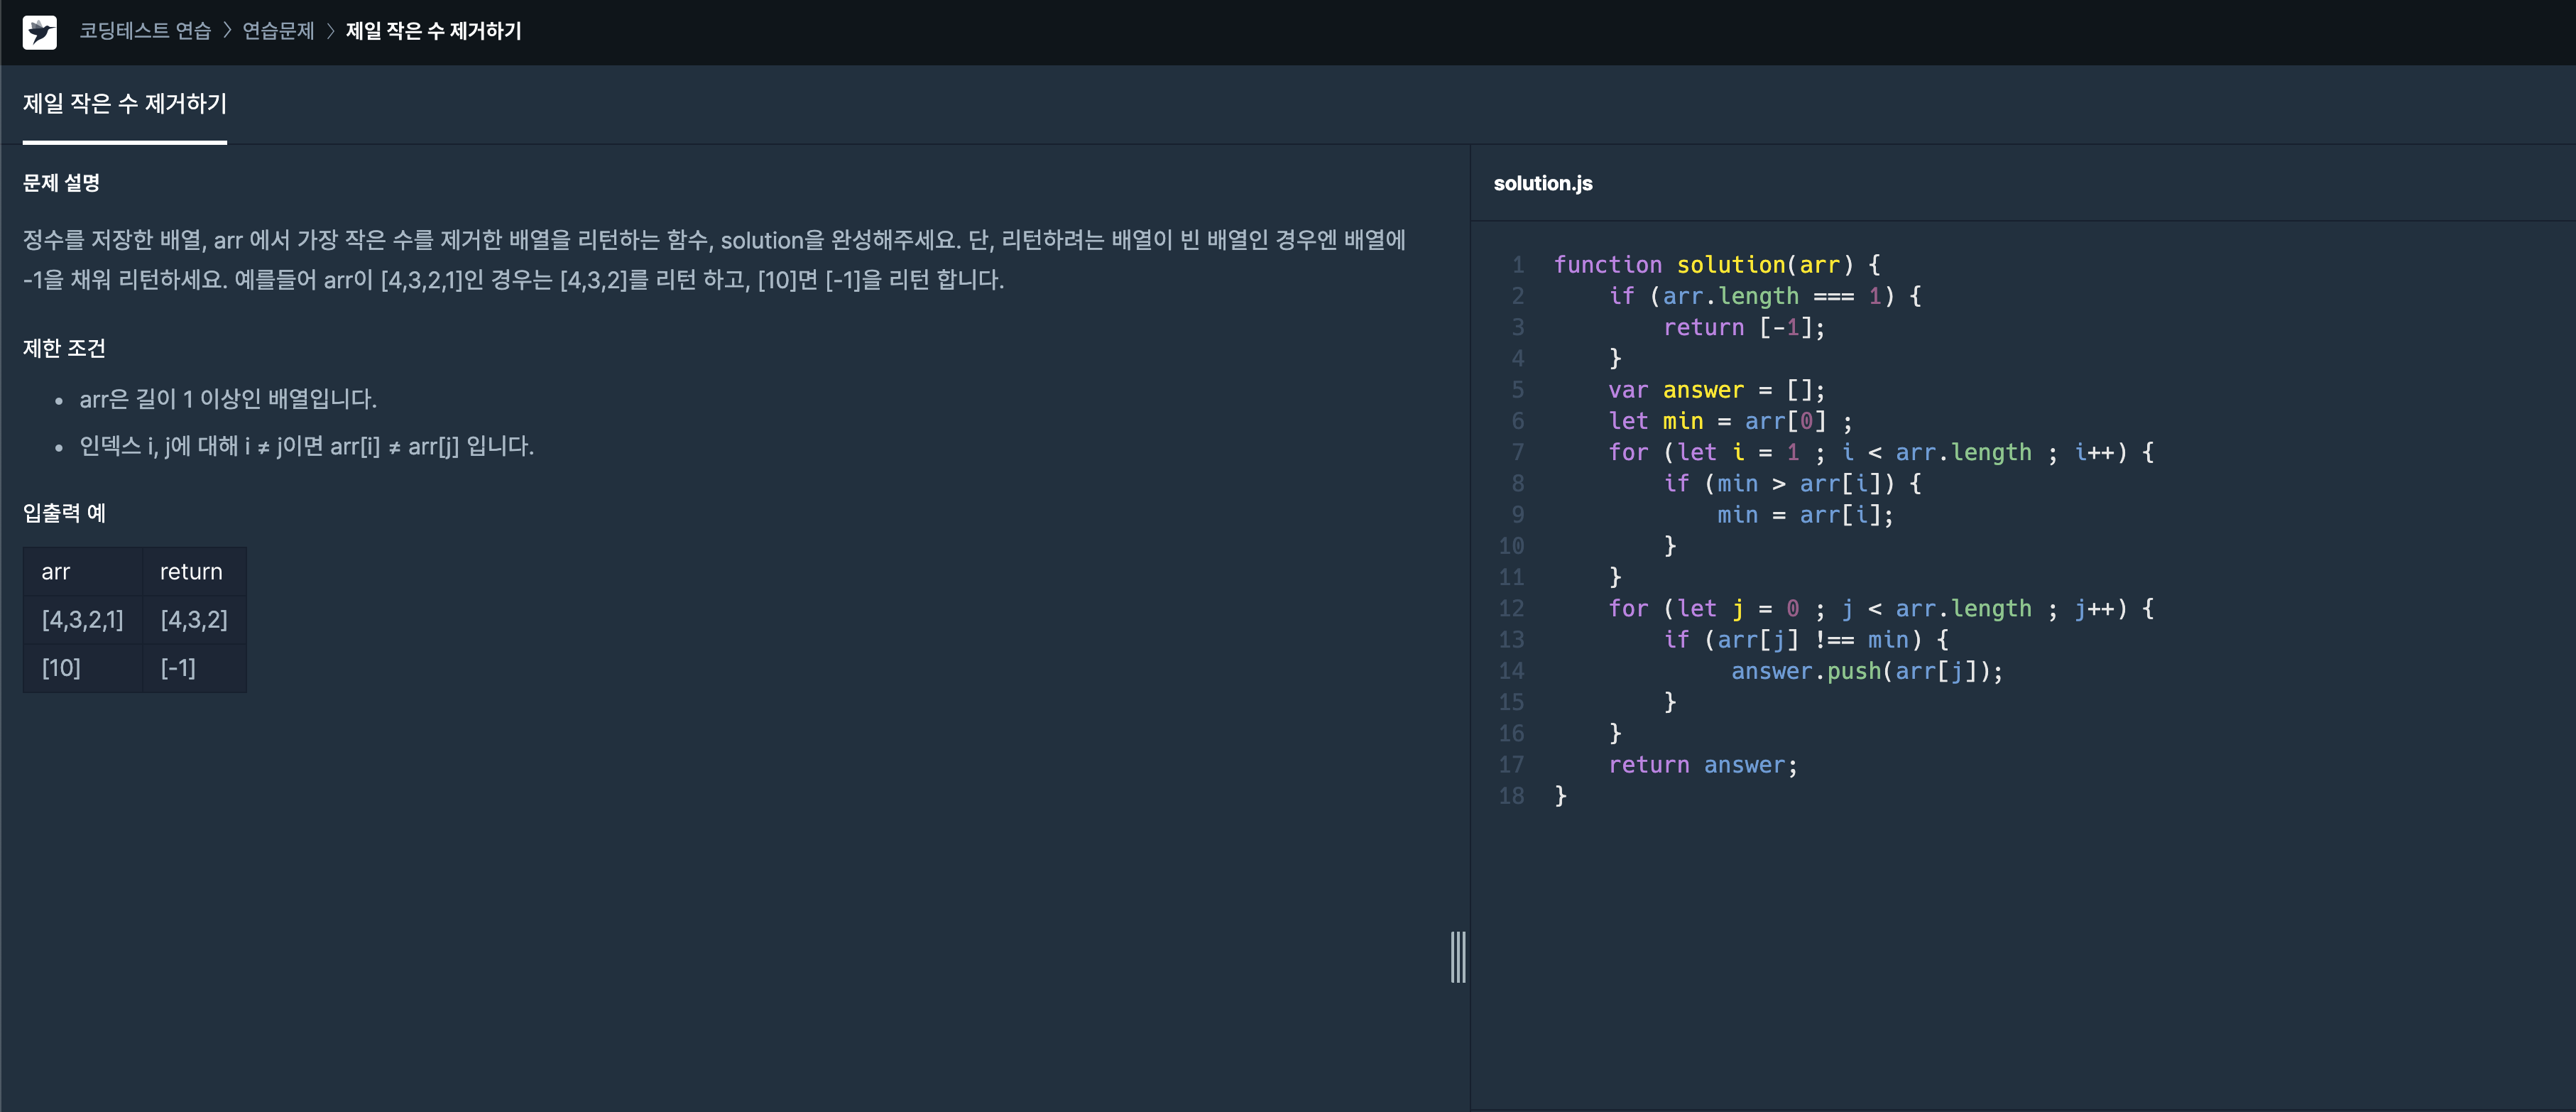 코딩테스트 연습 > 연습문제 > 제일 작은 수 제거하기
제일 작은 수 제거하기
문제 설명
정수를 저장한 배열, arr 에서 가장 작은 수를 제거한 배열을 리턴하는 함수, solution을 완성해주세요. 단, 리턴하려는 배열이 빈 배열인 경우엔 배열에
-1을 채워 리턴하세요. 예를들어 arr이 [4,3,2,1]인 경우는 [4,3,2]를 리턴 하고, [10]면 [-1]을 리턴 합니다.
제한 조건
• arr은 길이 1 이상인 배열입니다.
• 인덱스 i, j에 대해 i ≠ j이면 arr[i] ≠ arr[j] 입니다.
입출력 예
arr return
[4,3,2,1] [4,3,2]
[10] [-1]
solution.js
1 function solution(arr) {
2     if (arr.length === 1) {
3         return [-1];
4     }
5     var answer = [];
6     let min = arr[0] ;
7     for (let i = 1 ; i < arr.length ; i++) {
8         if (min > arr[i]) {
9             min = arr[i];
10         }
11     }
12     for (let j = 0 ; j < arr.length ; j++) {
13         if (arr[j] !== min) {
14              answer.push(arr[j]);
15         }
16     }
17     return answer;
18 }